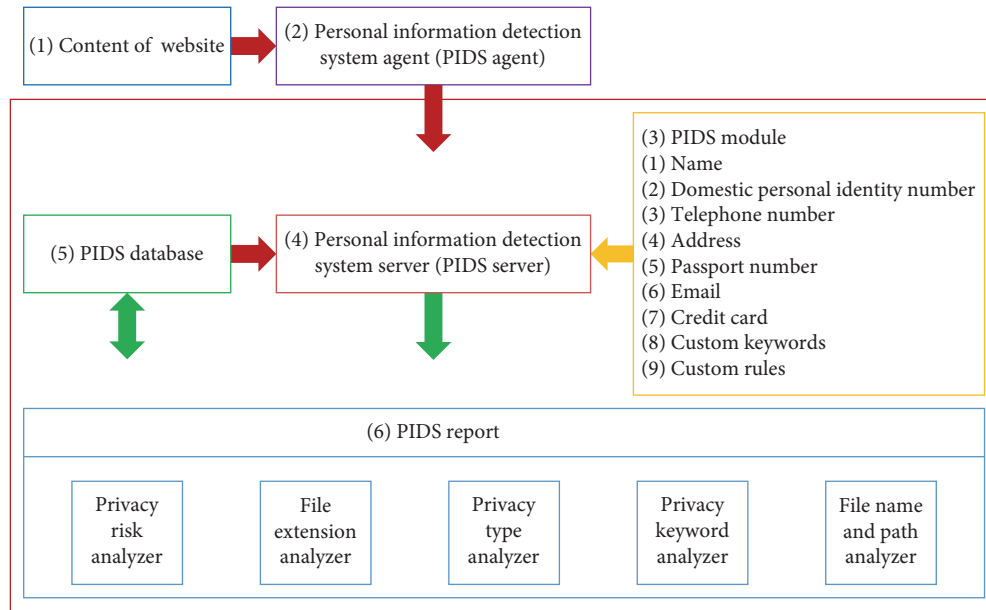 (1) Content of website
(2) Personal information detection
system agent (PIDS agent)
(3) PIDS module
(1) Name
(2) Domestic personal identity number
(3) Telephone number
(4) Address
(5) Passport number
(6) Email
(7) Credit card
(8) Custom keywords
(9) Custom rules
(5) PIDS database
(4) Personal information detection
system server (PIDS server)
(6) PIDS report
Privacy
risk
analyzer
File
extension
analyzer
Privacy
type
analyzer
Privacy
keyword
analyzer
File name
and path
analyzer